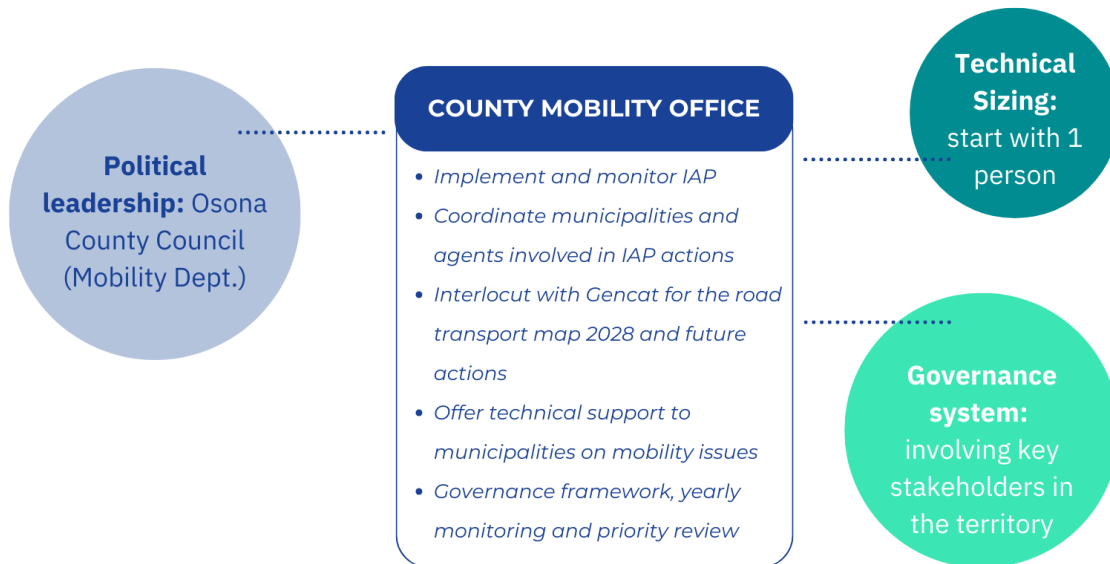 Political
leadership: Osona
County Council
(Mobility Dept.)
COUNTY MOBILITY OFFICE
• Implement and monitor IAP
• Coordinate municipalities and
agents involved in IAP actions
• Interlocut with Gencat for the road
transport map 2028 and future
actions
• Offer technical support to
municipalities on mobility issues
• Governance framework, yearly
monitoring and priority review
Technical
Sizing:
start with 1
person
Governance
system:
involving key
stakeholders in
the territory